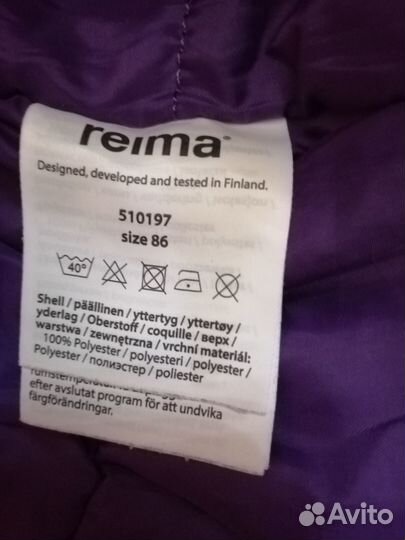 reima
Designed, developed and tested in Finland.
510197
size 86
40°
Shell / päällinen / yttertyg / yttertøy /
yderlag / Oberstoff / coquille / верх /
warstwa / zewnętrzna / vrchní materiál:
100% Polyester / polyesteri / polyester /
Polyester / полиэстер / poliester
efter avslutat program för att undvika
färgförändringar.
Avito